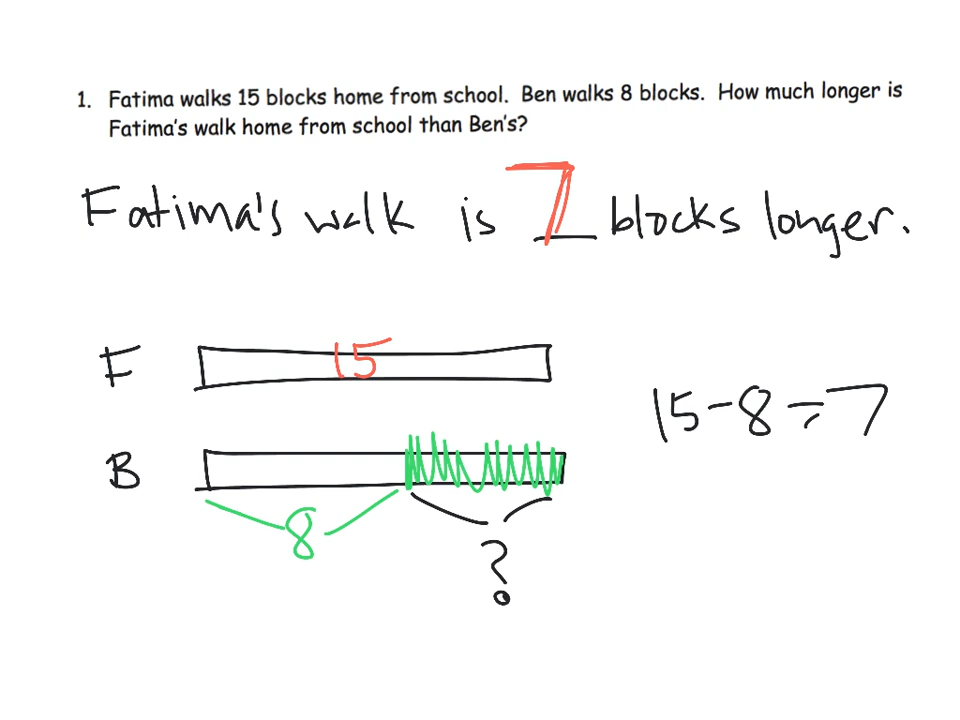 1. Fatima walks 15 blocks home from school. Ben walks 8 blocks. How much longer is
Fatima's walk home from school than Ben's?
Fatima's walk is 7 blocks longer.
F 15
15-8=7
B
8
?